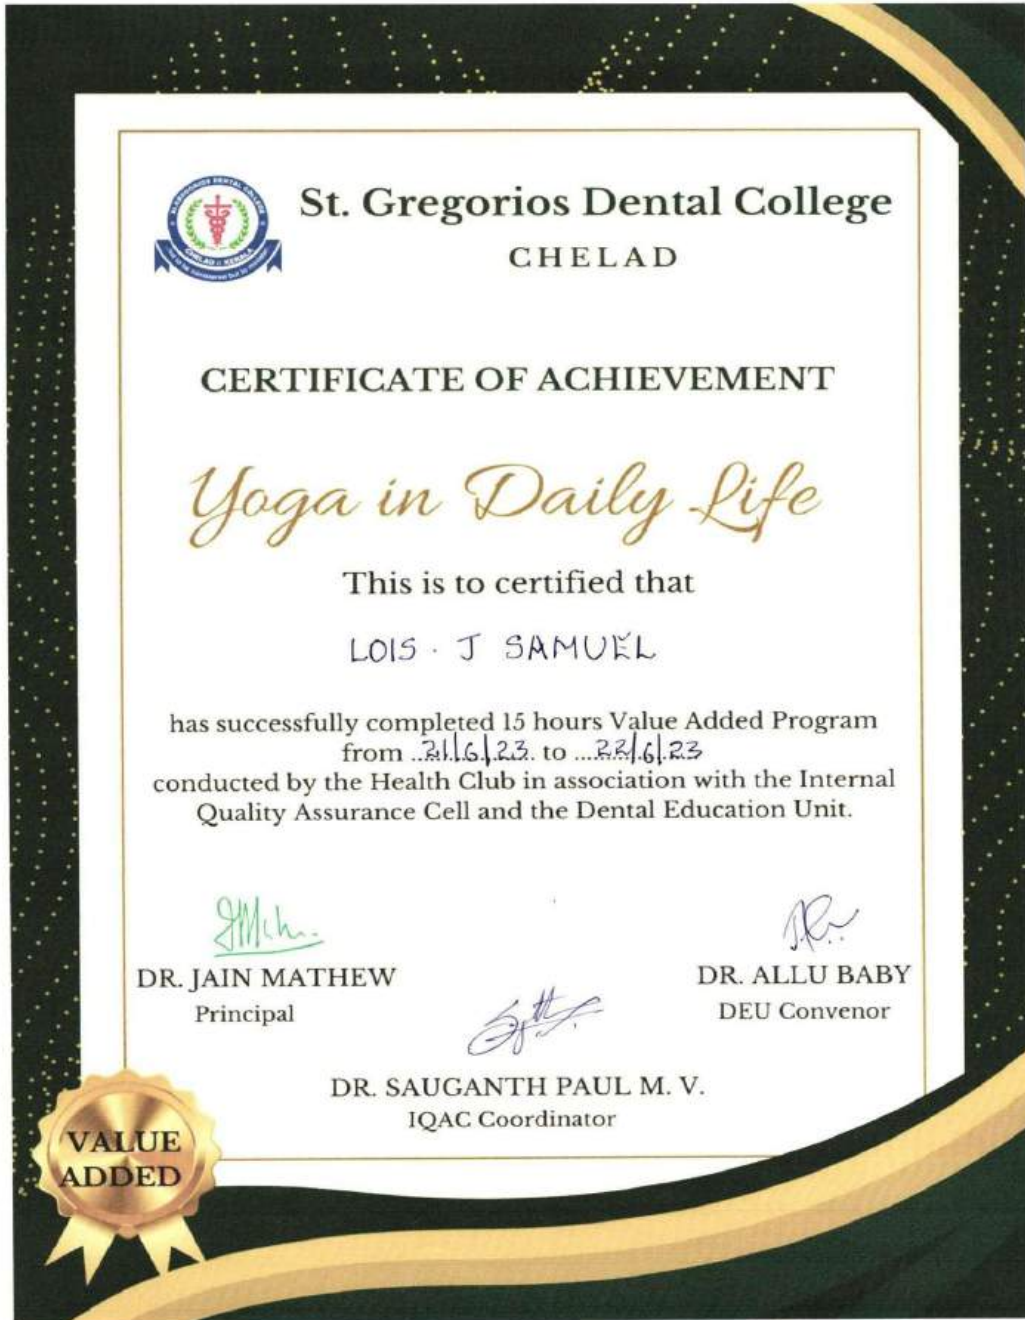 St. Gregorios Dental College
CHELAD
CHELAD :: KERALA
CERTIFICATE OF ACHIEVEMENT
Yoga in Daily Life
This is to certified that
LOIS . J SAMUEL
has successfully completed 15 hours Value Added Program
from ..21/6/23. to ...22/6/23
conducted by the Health Club in association with the Internal
Quality Assurance Cell and the Dental Education Unit.
DR. JAIN MATHEW
Principal
DR. ALLU BABY
DEU Convenor
DR. SAUGANTH PAUL M. V.
IQAC Coordinator
VALUE
ADDED